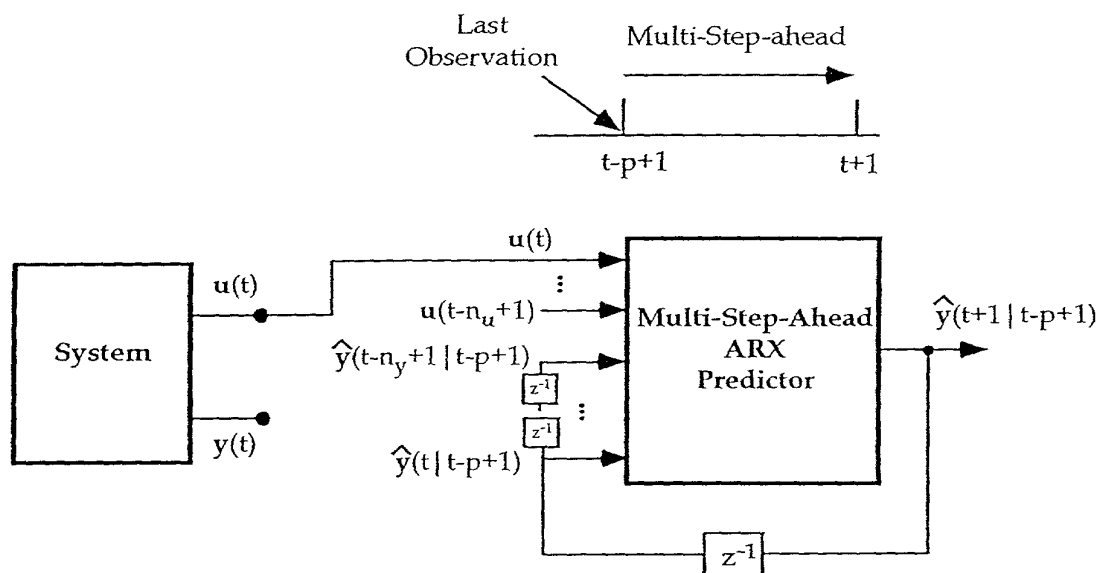 Last
Observation
Multi-Step-ahead
t-p+1
t+1
System
u(t)
y(t)
u(t)
...
u(t-n_u+1)
ŷ(t-n_y+1 | t-p+1)
z⁻¹
...
z⁻¹
ŷ(t | t-p+1)
Multi-Step-Ahead
ARX
Predictor
ŷ(t+1 | t-p+1)
z⁻¹